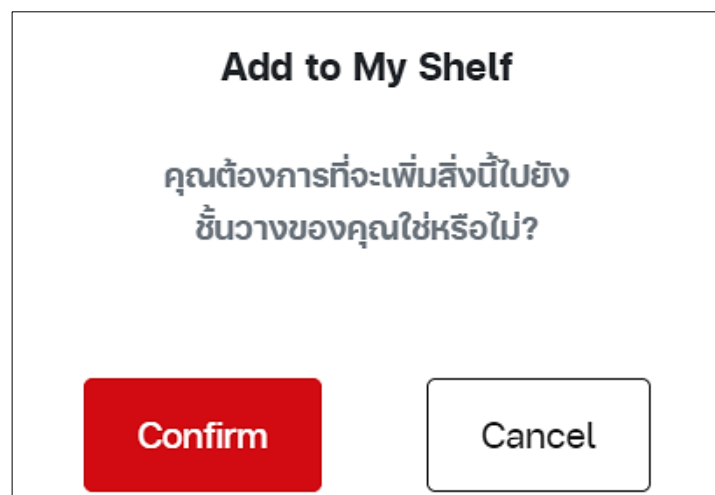 Add to My Shelf
คุณต้องการที่จะเพิ่มสิ่งนี้ไปยัง
ชั้นวางของคุณใช่หรือไม่?
Confirm
Cancel